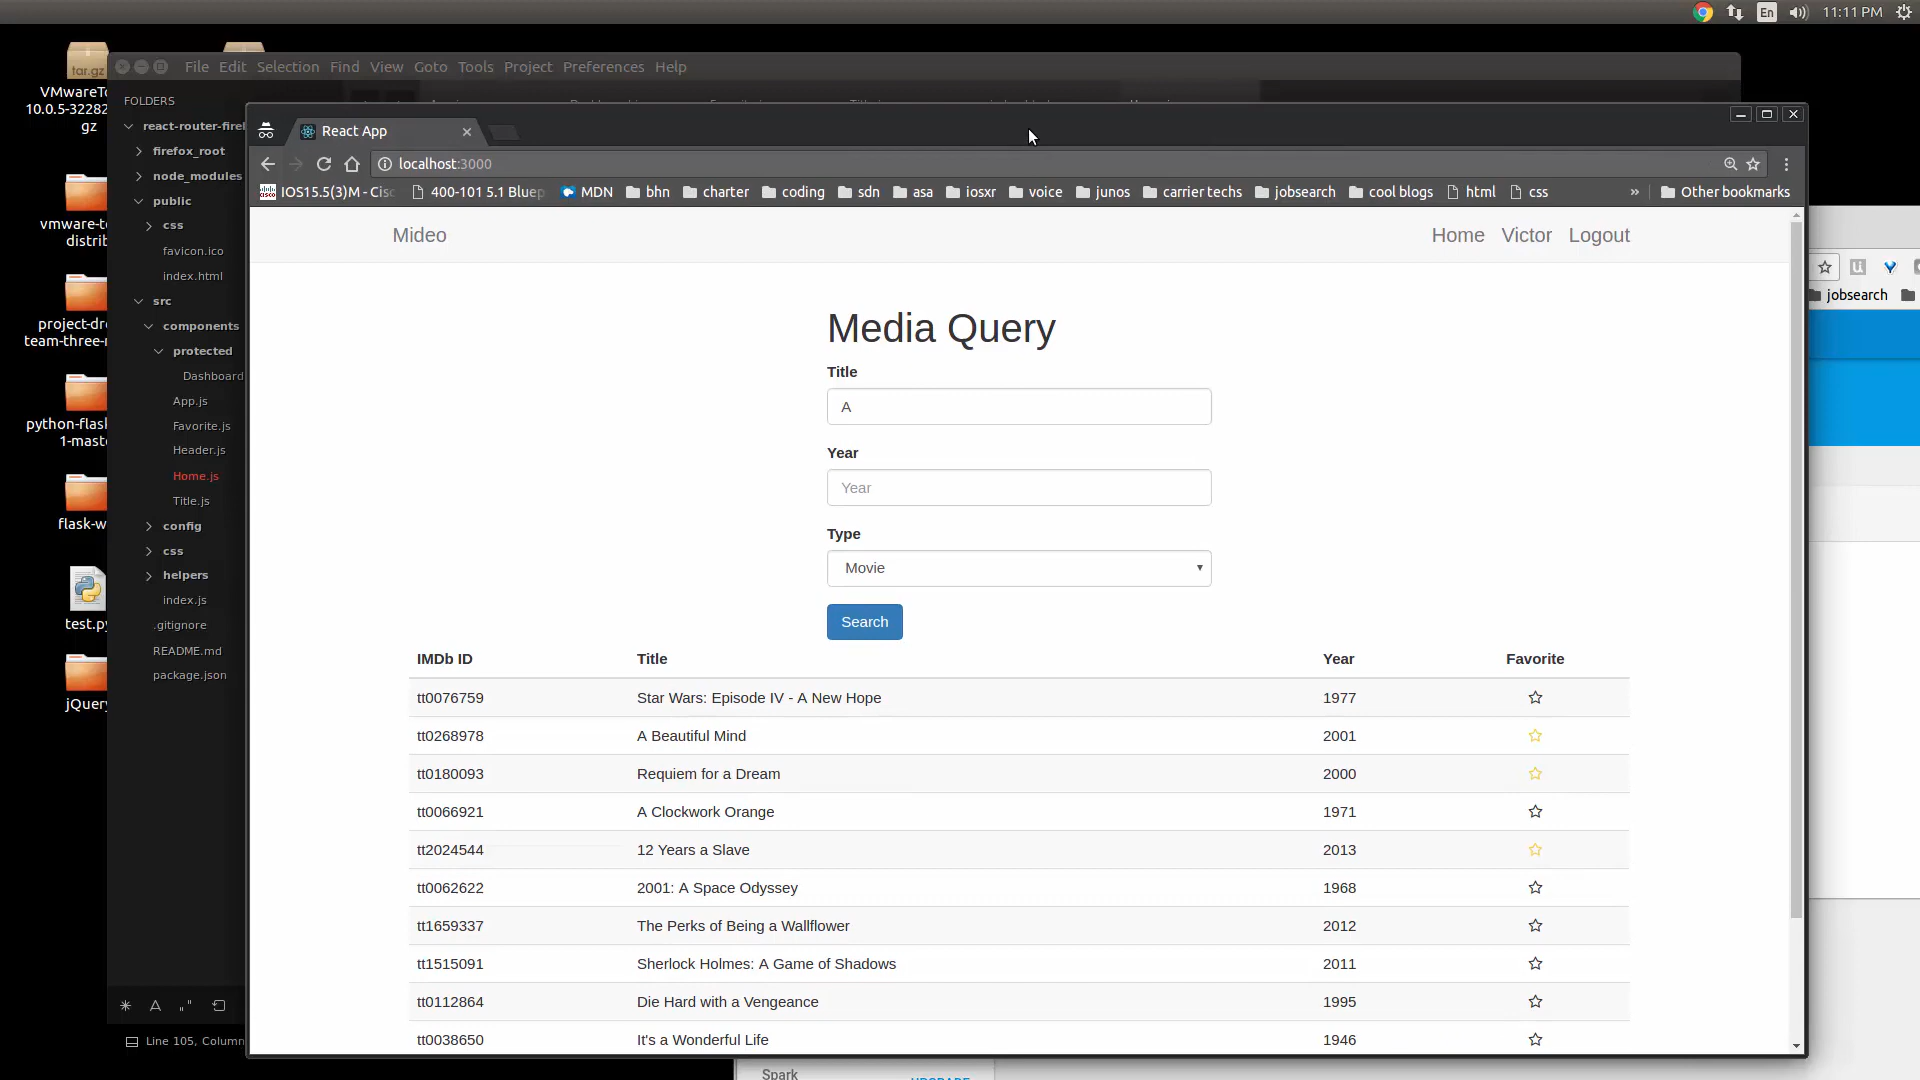 En 11:11 PM
tar.gz
VMwareTo
10.0.5-32282
gz
vmware-to
distrib
project-dro
team-three-r
python-flas
1-maste
flask-w
test.py
jQuery
File Edit Selection Find View Goto Tools Project Preferences Help
FOLDERS
react-router-firel
firefox_root
node_modules
public
css
favicon.ico
index.html
src
components
protected
Dashboard
App.js
Favorite.js
Header.js
Home.js
Title.js
config
css
helpers
index.js
.gitignore
README.md
package.json
Line 105, Column
React App
localhost:3000
IOS15.5(3)M - Cisc 400-101 5.1 Bluep MDN bhn charter coding sdn asa iosxr voice junos carrier techs jobsearch cool blogs html css » Other bookmarks
jobsearch
Mideo Home Victor Logout
Media Query
Title
A
Year
Year
Type
Movie
Search
IMDb ID Title Year Favorite
tt0076759 Star Wars: Episode IV - A New Hope 1977
tt0268978 A Beautiful Mind 2001
tt0180093 Requiem for a Dream 2000
tt0066921 A Clockwork Orange 1971
tt2024544 12 Years a Slave 2013
tt0062622 2001: A Space Odyssey 1968
tt1659337 The Perks of Being a Wallflower 2012
tt1515091 Sherlock Holmes: A Game of Shadows 2011
tt0112864 Die Hard with a Vengeance 1995
tt0038650 It's a Wonderful Life 1946
Spark